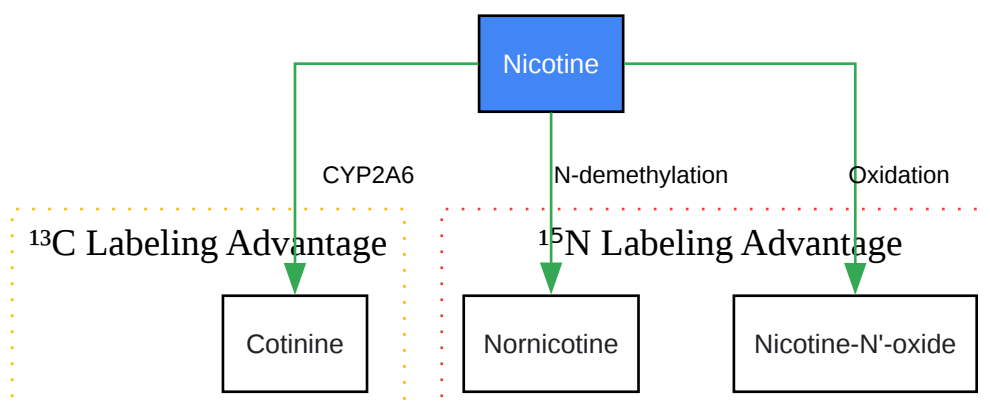 Nicotine
CYP2A6
N-demethylation
Oxidation
¹³C Labeling Advantage
¹⁵N Labeling Advantage
Cotinine
Nornicotine
Nicotine-N'-oxide